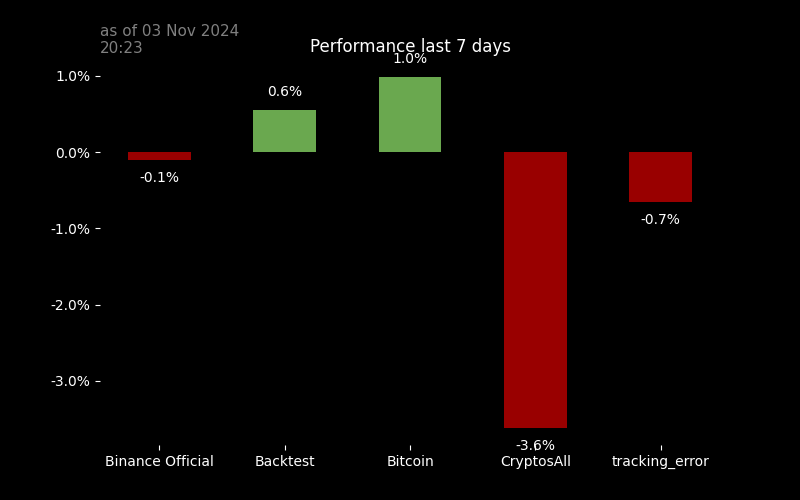 as of 03 Nov 2024
20:23
Performance last 7 days
1.0%
0.0%
-1.0%
-2.0%
-3.0%
-0.1%
0.6%
1.0%
-3.6%
-0.7%
Binance Official
Backtest
Bitcoin
CryptosAll
tracking_error